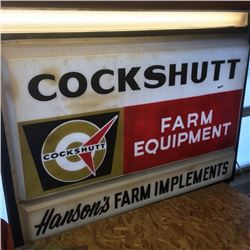 COCKSHUTT
COCKSHUTT
FARM
EQUIPMENT
Hanson's FARM IMPLEMENTS